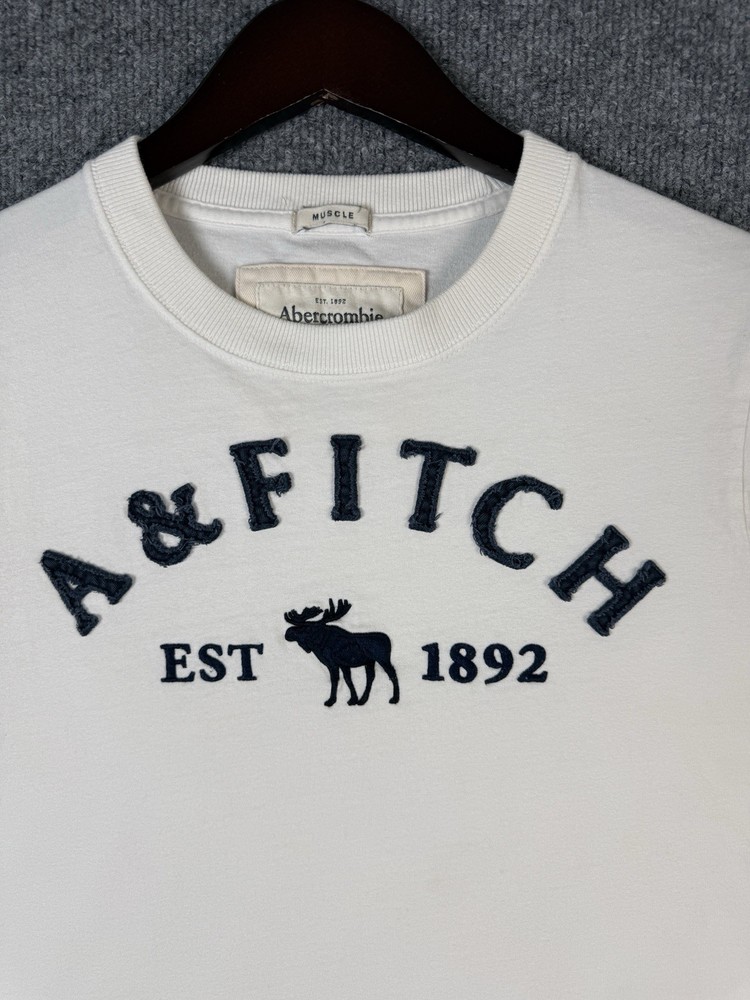 MUSCLE
EST. 1892
Abercrombie
A&FITCH
EST 1892